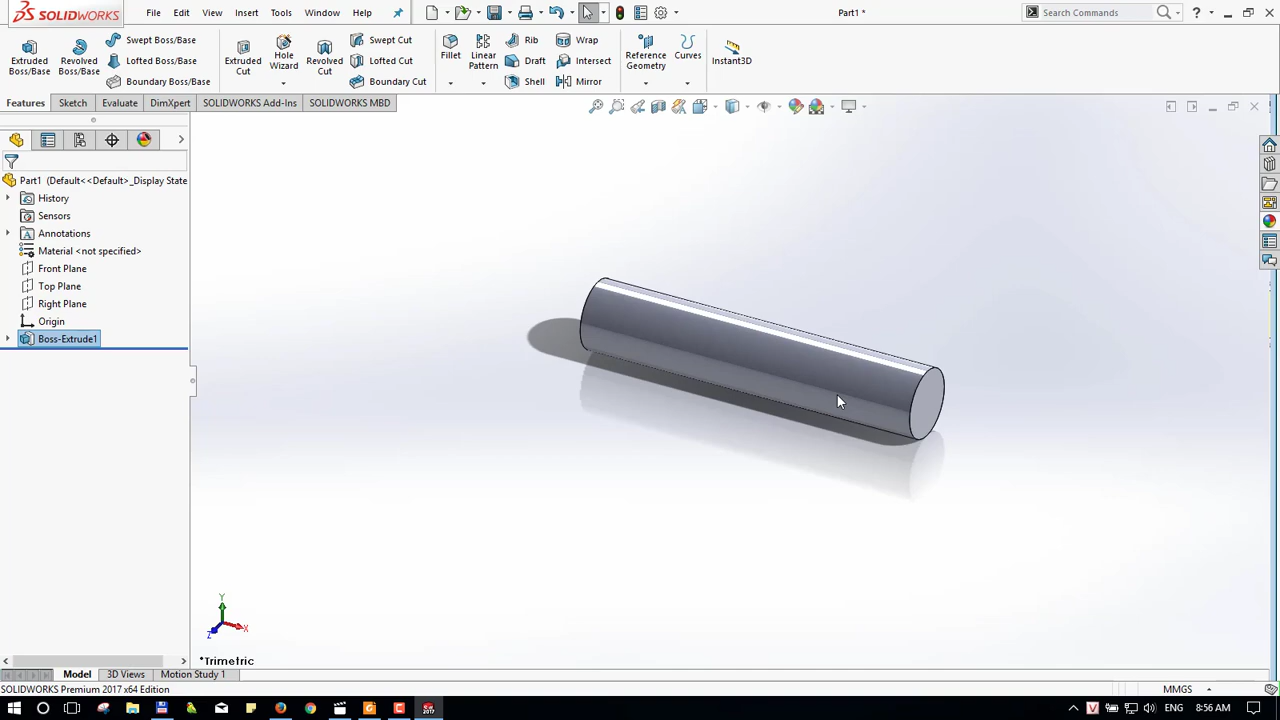 SOLIDWORKS File Edit View Insert Tools Window Help Part1 * Search Commands
Extruded Boss/Base Revolved Boss/Base Swept Boss/Base Lofted Boss/Base Boundary Boss/Base Extruded Cut Hole Wizard Revolved Cut Swept Cut Lofted Cut Boundary Cut Fillet Linear Pattern Rib Draft Shell Wrap Intersect Mirror Reference Geometry Curves Instant3D
Features Sketch Evaluate DimXpert SOLIDWORKS Add-Ins SOLIDWORKS MBD
Part1 (Default<<Default>_Display State
History
Sensors
Annotations
Material <not specified>
Front Plane
Top Plane
Right Plane
Origin
Boss-Extrude1
Y
X
Z
*Trimetric
Model 3D Views Motion Study 1
SOLIDWORKS Premium 2017 x64 Edition MMGS
ENG 8:56 AM